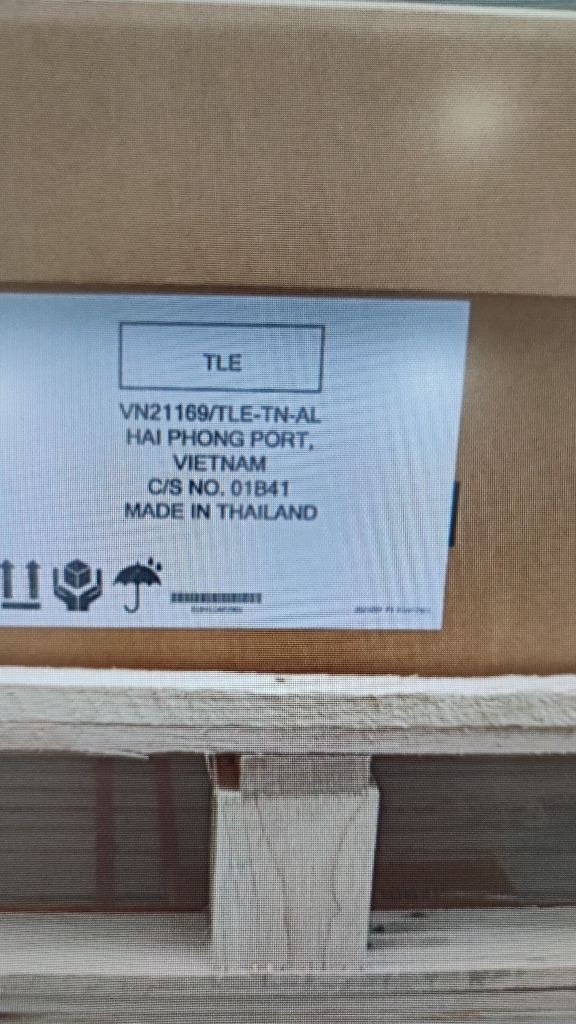 TLE
VN21169/TLE-TN-AL
HAI PHONG PORT,
VIETNAM
C/S NO. 01B41
MADE IN THAILAND